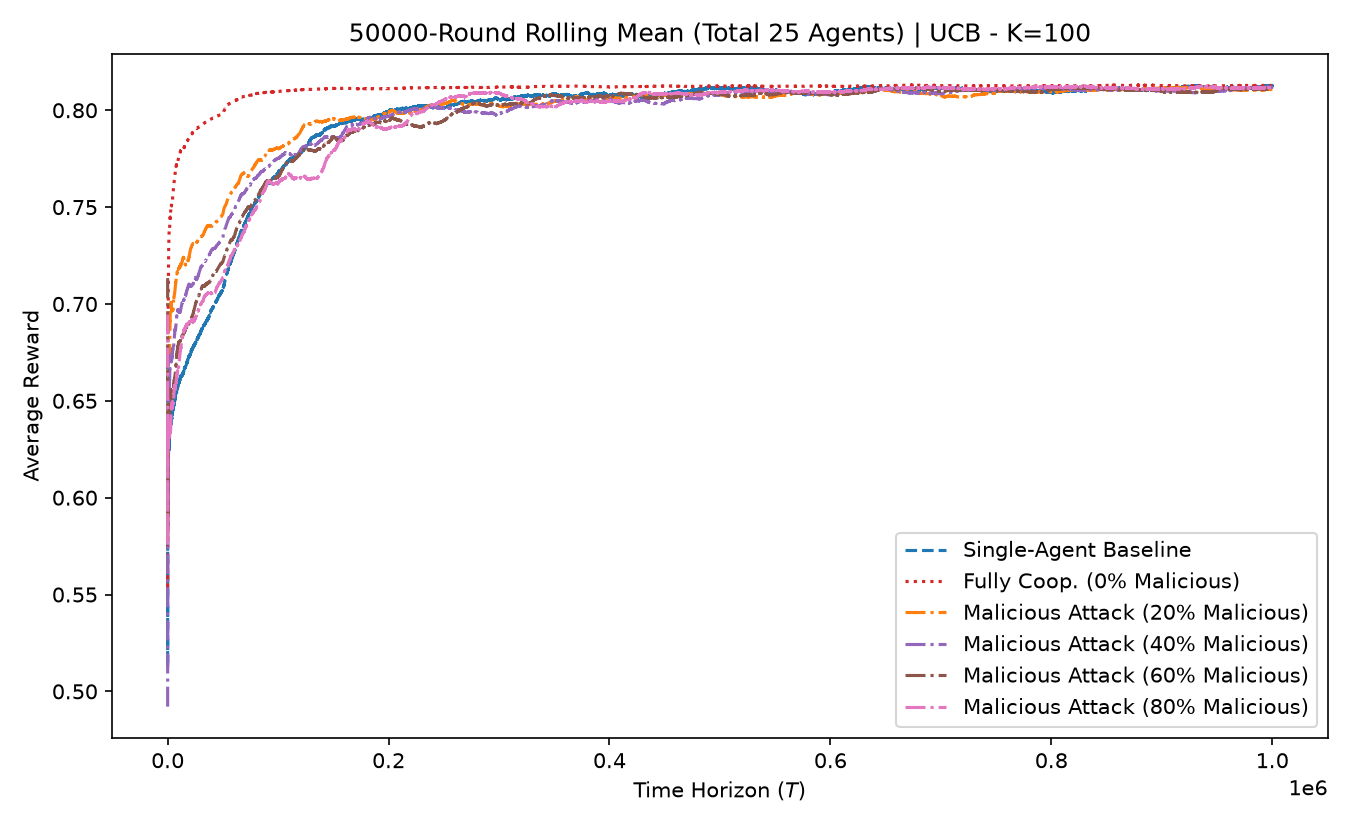 50000-Round Rolling Mean (Total 25 Agents) | UCB - K=100
Average Reward
0.80
0.75
0.70
0.65
0.60
0.55
0.50
Single-Agent Baseline
Fully Coop. (0% Malicious)
Malicious Attack (20% Malicious)
Malicious Attack (40% Malicious)
Malicious Attack (60% Malicious)
Malicious Attack (80% Malicious)
0.0 0.2 0.4 0.6 0.8 1.0
1e6
Time Horizon (T)